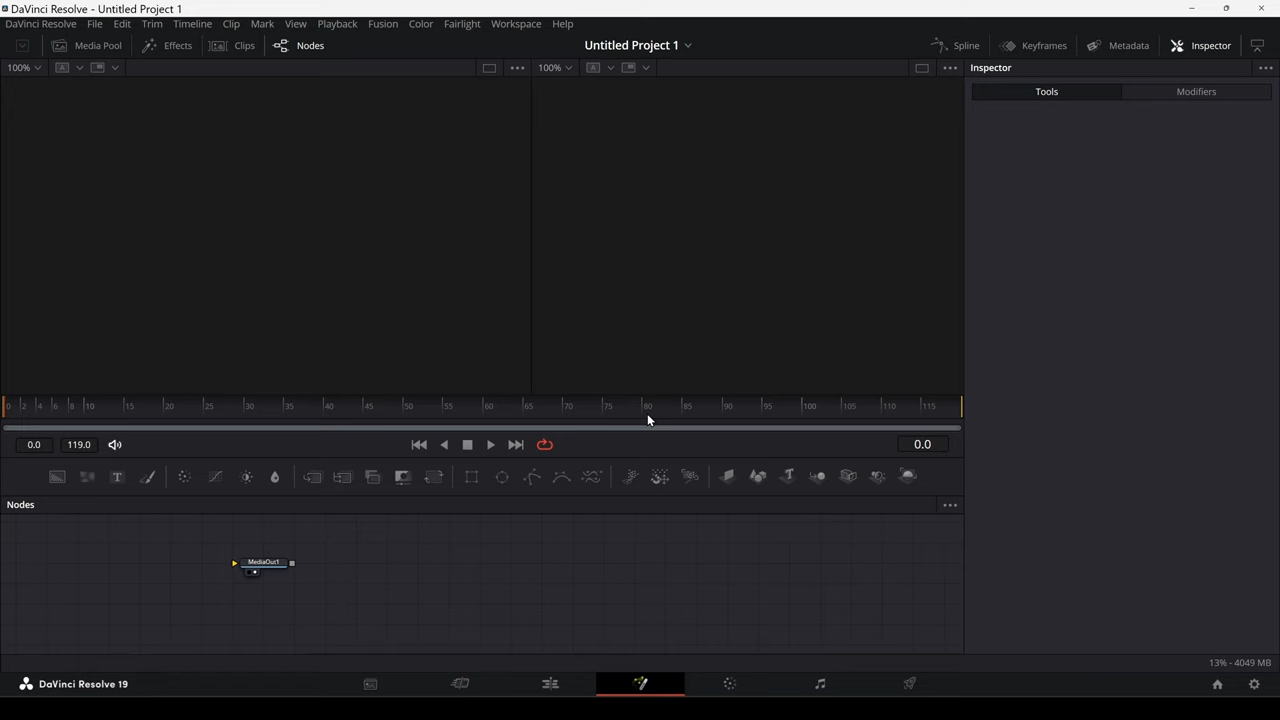 DaVinci Resolve - Untitled Project 1
DaVinci Resolve File Edit Trim Timeline Clip Mark View Playback Fusion Color Fairlight Workspace Help
Media Pool Effects Clips Nodes Untitled Project 1 Spline Keyframes Metadata Inspector
100% 100% Inspector
Tools Modifiers
0 2 4 6 8 10 15 20 25 30 35 40 45 50 55 60 65 70 75 80 85 90 95 100 105 110 115
0.0 119.0 0.0
Nodes
MediaOut1
13% - 4049 MB
DaVinci Resolve 19